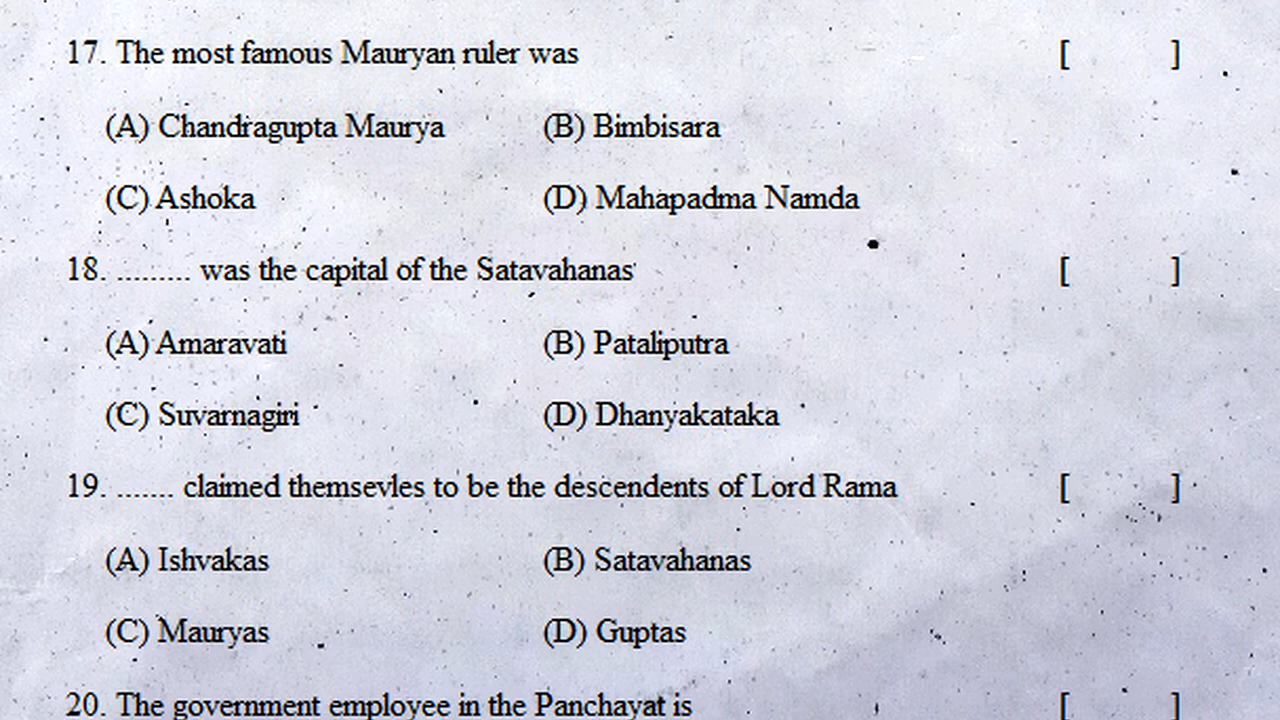 17. The most famous Mauryan ruler was [ ]
(A) Chandragupta Maurya (B) Bimbisara
(C) Ashoka (D) Mahapadma Namda
18. ......... was the capital of the Satavahanas [ ]
(A) Amaravati (B) Pataliputra
(C) Suvarnagiri (D) Dhanyakataka
19. ....... claimed themsevles to be the descendents of Lord Rama [ ]
(A) Ishvakas (B) Satavahanas
(C) Mauryas (D) Guptas
20. The government employee in the Panchayat is [ ]